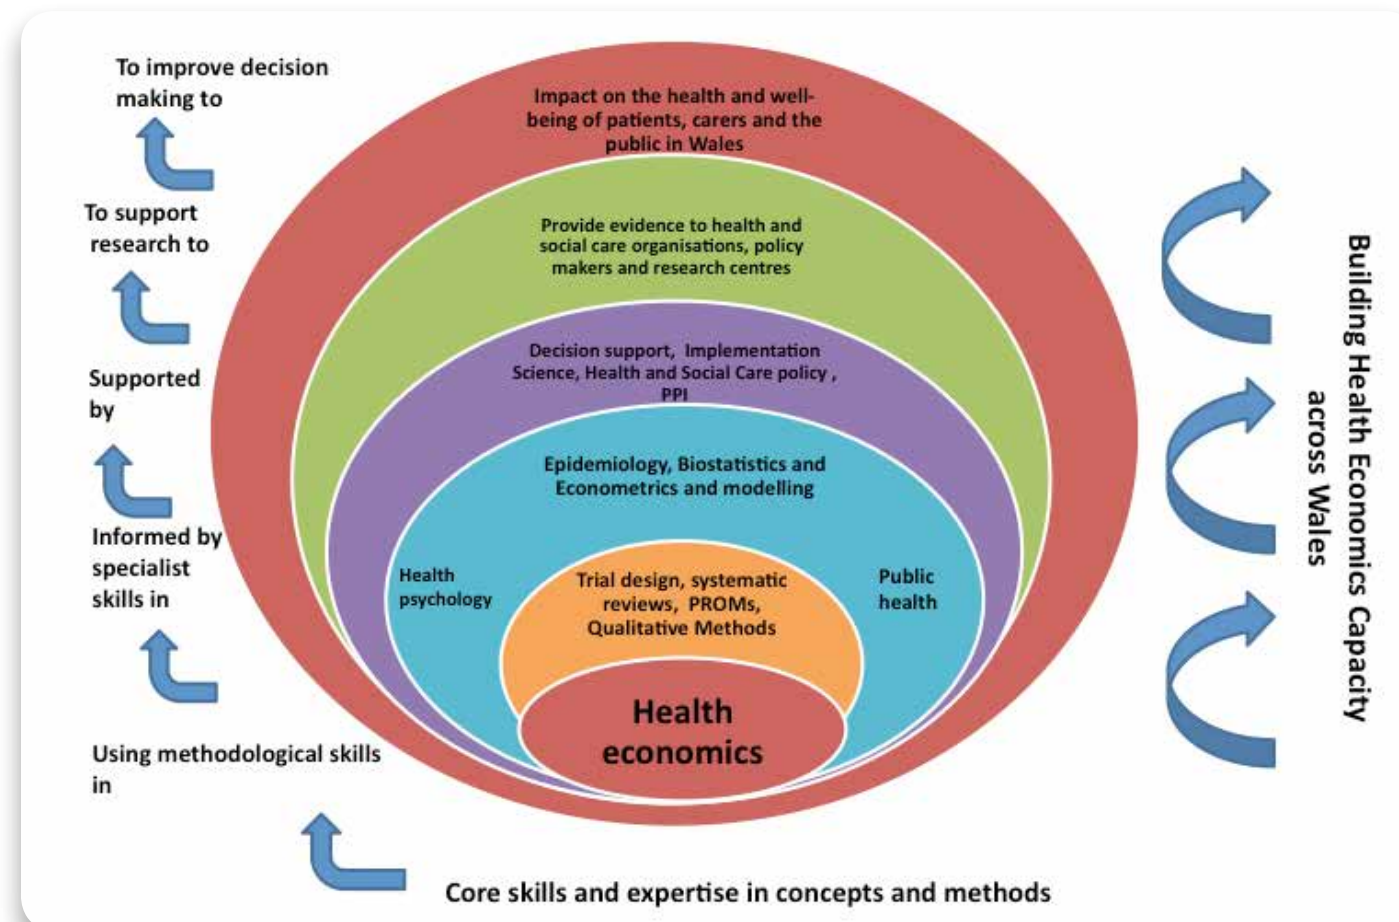 To improve decision
making to
To support
research to
Supported
by
Informed by
specialist
skills in
Using methodological skills
in
Core skills and expertise in concepts and methods
Impact on the health and well-
being of patients, carers and the
public in Wales
Provide evidence to health and
social care organisations, policy
makers and research centres
Decision support, Implementation
Science, Health and Social Care policy ,
PPI
Epidemiology, Biostatistics and
Econometrics and modelling
Health
psychology
Public
health
Trial design, systematic
reviews, PROMs,
Qualitative Methods
Health
economics
Building Health Economics Capacity
across Wales